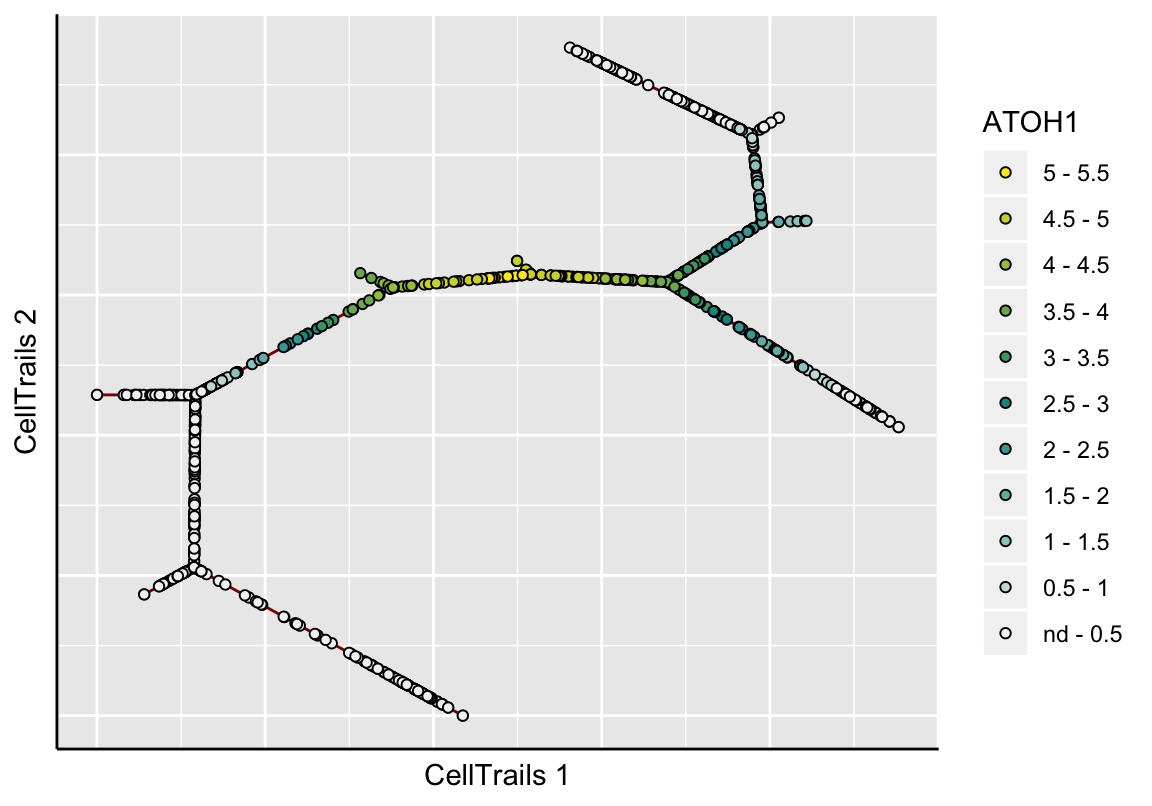 ATOH1
5 - 5.5
4.5 - 5
4 - 4.5
3.5 - 4
3 - 3.5
2.5 - 3
2 - 2.5
1.5 - 2
1 - 1.5
0.5 - 1
nd - 0.5
CellTrails 2
CellTrails 1